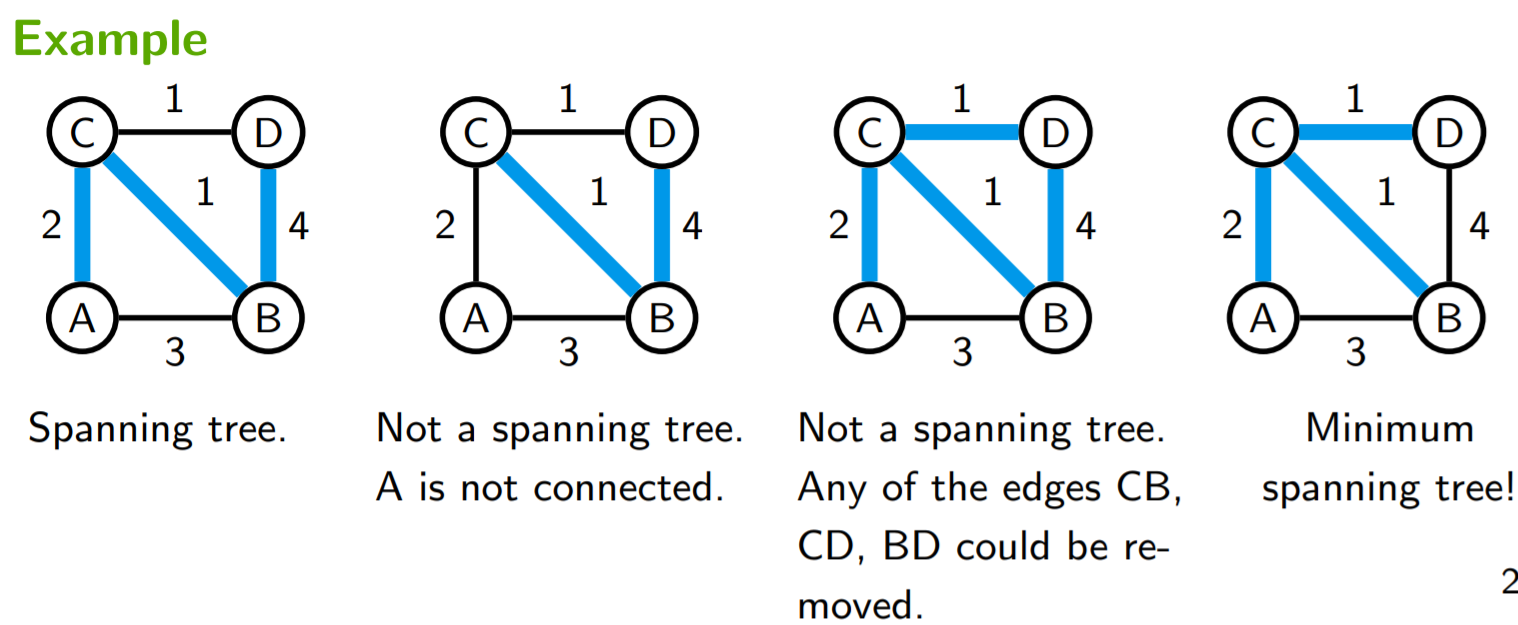 Example
1
C
D
1
2
4
A
B
3
1
C
D
1
2
4
A
B
3
1
C
D
1
2
4
A
B
3
1
C
D
1
2
4
A
B
3
Spanning tree.
Not a spanning tree.
A is not connected.
Not a spanning tree.
Any of the edges CB,
CD, BD could be re-
moved.
Minimum
spanning tree!
2